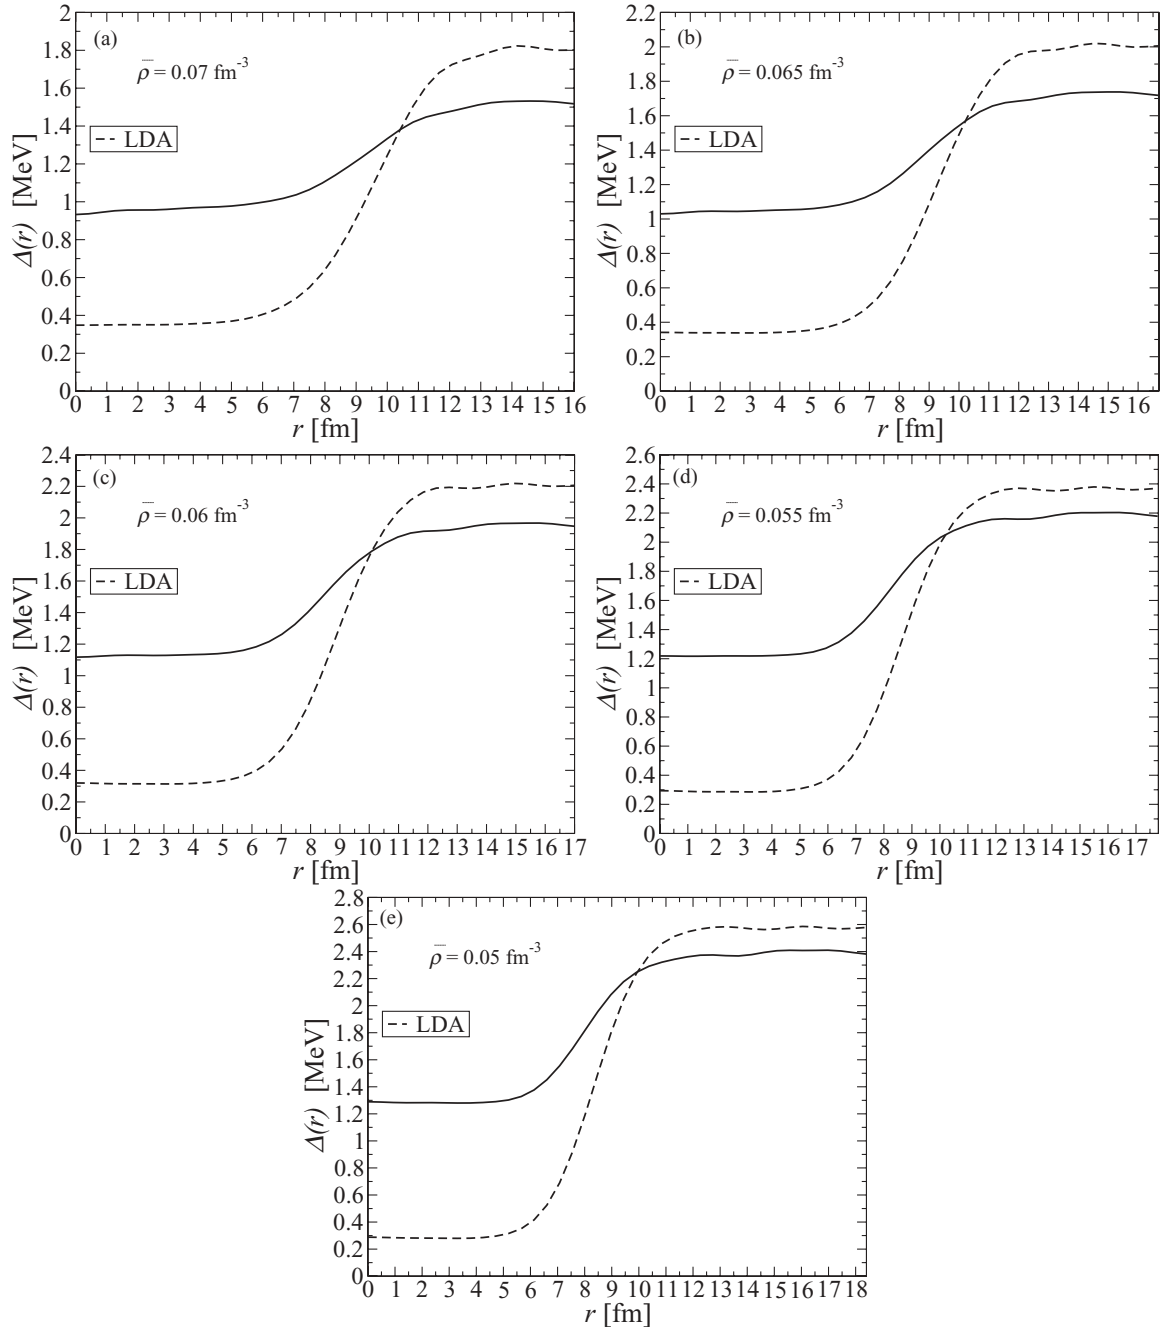 (a)
ρ̅ = 0.07 fm⁻³
LDA
Δ(r) [MeV]
2
1.8
1.6
1.4
1.2
1
0.8
0.6
0.4
0.2
0
0 1 2 3 4 5 6 7 8 9 10 11 12 13 14 15 16
r [fm]
(b)
ρ̅ = 0.065 fm⁻³
LDA
Δ(r) [MeV]
2.2
2
1.8
1.6
1.4
1.2
1
0.8
0.6
0.4
0.2
0
0 1 2 3 4 5 6 7 8 9 10 11 12 13 14 15 16
r [fm]
(c)
ρ̅ = 0.06 fm⁻³
LDA
Δ(r) [MeV]
2.4
2.2
2
1.8
1.6
1.4
1.2
1
0.8
0.6
0.4
0.2
0
0 1 2 3 4 5 6 7 8 9 10 11 12 13 14 15 16 17
r [fm]
(d)
ρ̅ = 0.055 fm⁻³
LDA
Δ(r) [MeV]
2.6
2.4
2.2
2
1.8
1.6
1.4
1.2
1
0.8
0.6
0.4
0.2
0
0 1 2 3 4 5 6 7 8 9 10 11 12 13 14 15 16 17
r [fm]
(e)
ρ̅ = 0.05 fm⁻³
LDA
Δ(r) [MeV]
2.8
2.6
2.4
2.2
2
1.8
1.6
1.4
1.2
1
0.8
0.6
0.4
0.2
0
0 1 2 3 4 5 6 7 8 9 10 11 12 13 14 15 16 17 18
r [fm]